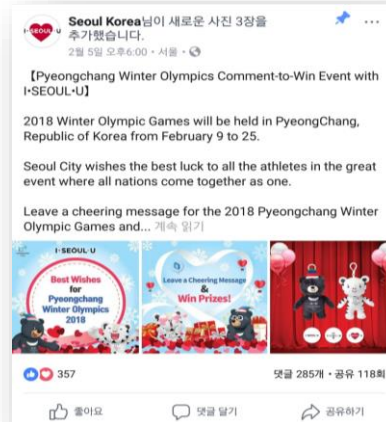 Seoul Korea님이 새로운 사진 3장을
추가했습니다.
2월 5일 오후6:00 · 서울 ·
【Pyeongchang Winter Olympics Comment-to-Win Event with
I•SEOUL•U】
2018 Winter Olympic Games will be held in PyeongChang,
Republic of Korea from February 9 to 25.
Seoul City wishes the best luck to all the athletes in the great
event where all nations come together as one.
Leave a cheering message for the 2018 Pyeongchang Winter
Olympic Games and... 계속 읽기
I·SEOUL·U
Best Wishes
for
Pyeongchang
Winter Olympics
2018
Leave a Cheering Message
&
Win Prizes!
357
댓글 285개 · 공유 118회
좋아요
댓글 달기
공유하기